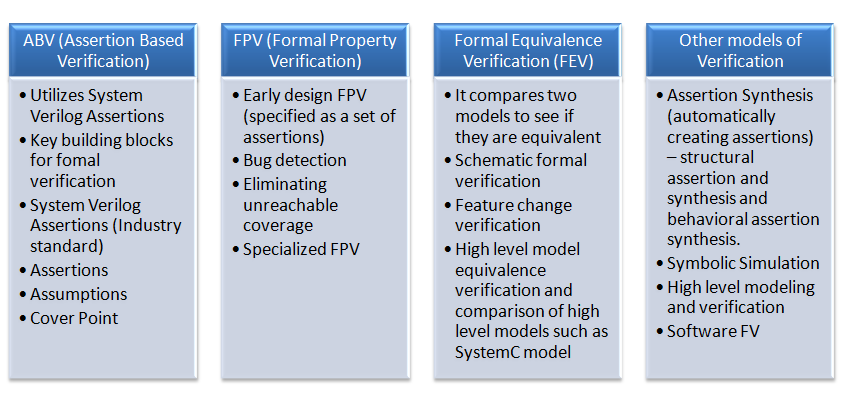 ABV (Assertion Based
Verification)
• Utilizes System
Verilog Assertions
• Key building blocks
for fomal
verification
• System Verilog
Assertions (Industry
standard)
• Assertions
• Assumptions
• Cover Point
FPV (Formal Property
Verification)
• Early design FPV
(specified as a set of
assertions)
• Bug detection
• Eliminating
unreachable
coverage
• Specialized FPV
Formal Equivalence
Verification (FEV)
• It compares two
models to see if
they are equivalent
• Schematic formal
verification
• Feature change
verification
• High level model
equivalence
verification and
comparison of high
level models such as
SystemC model
Other models of
Verification
• Assertion Synthesis
(automatically
creating assertions)
– structural
assertion and
synthesis and
behavioral assertion
synthesis.
• Symbolic Simulation
• High level modeling
and verification
• Software FV